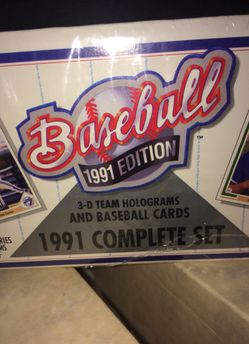 Baseball
1991 EDITION
TM
3-D TEAM HOLOGRAMS
AND BASEBALL CARDS
1991 COMPLETE SET